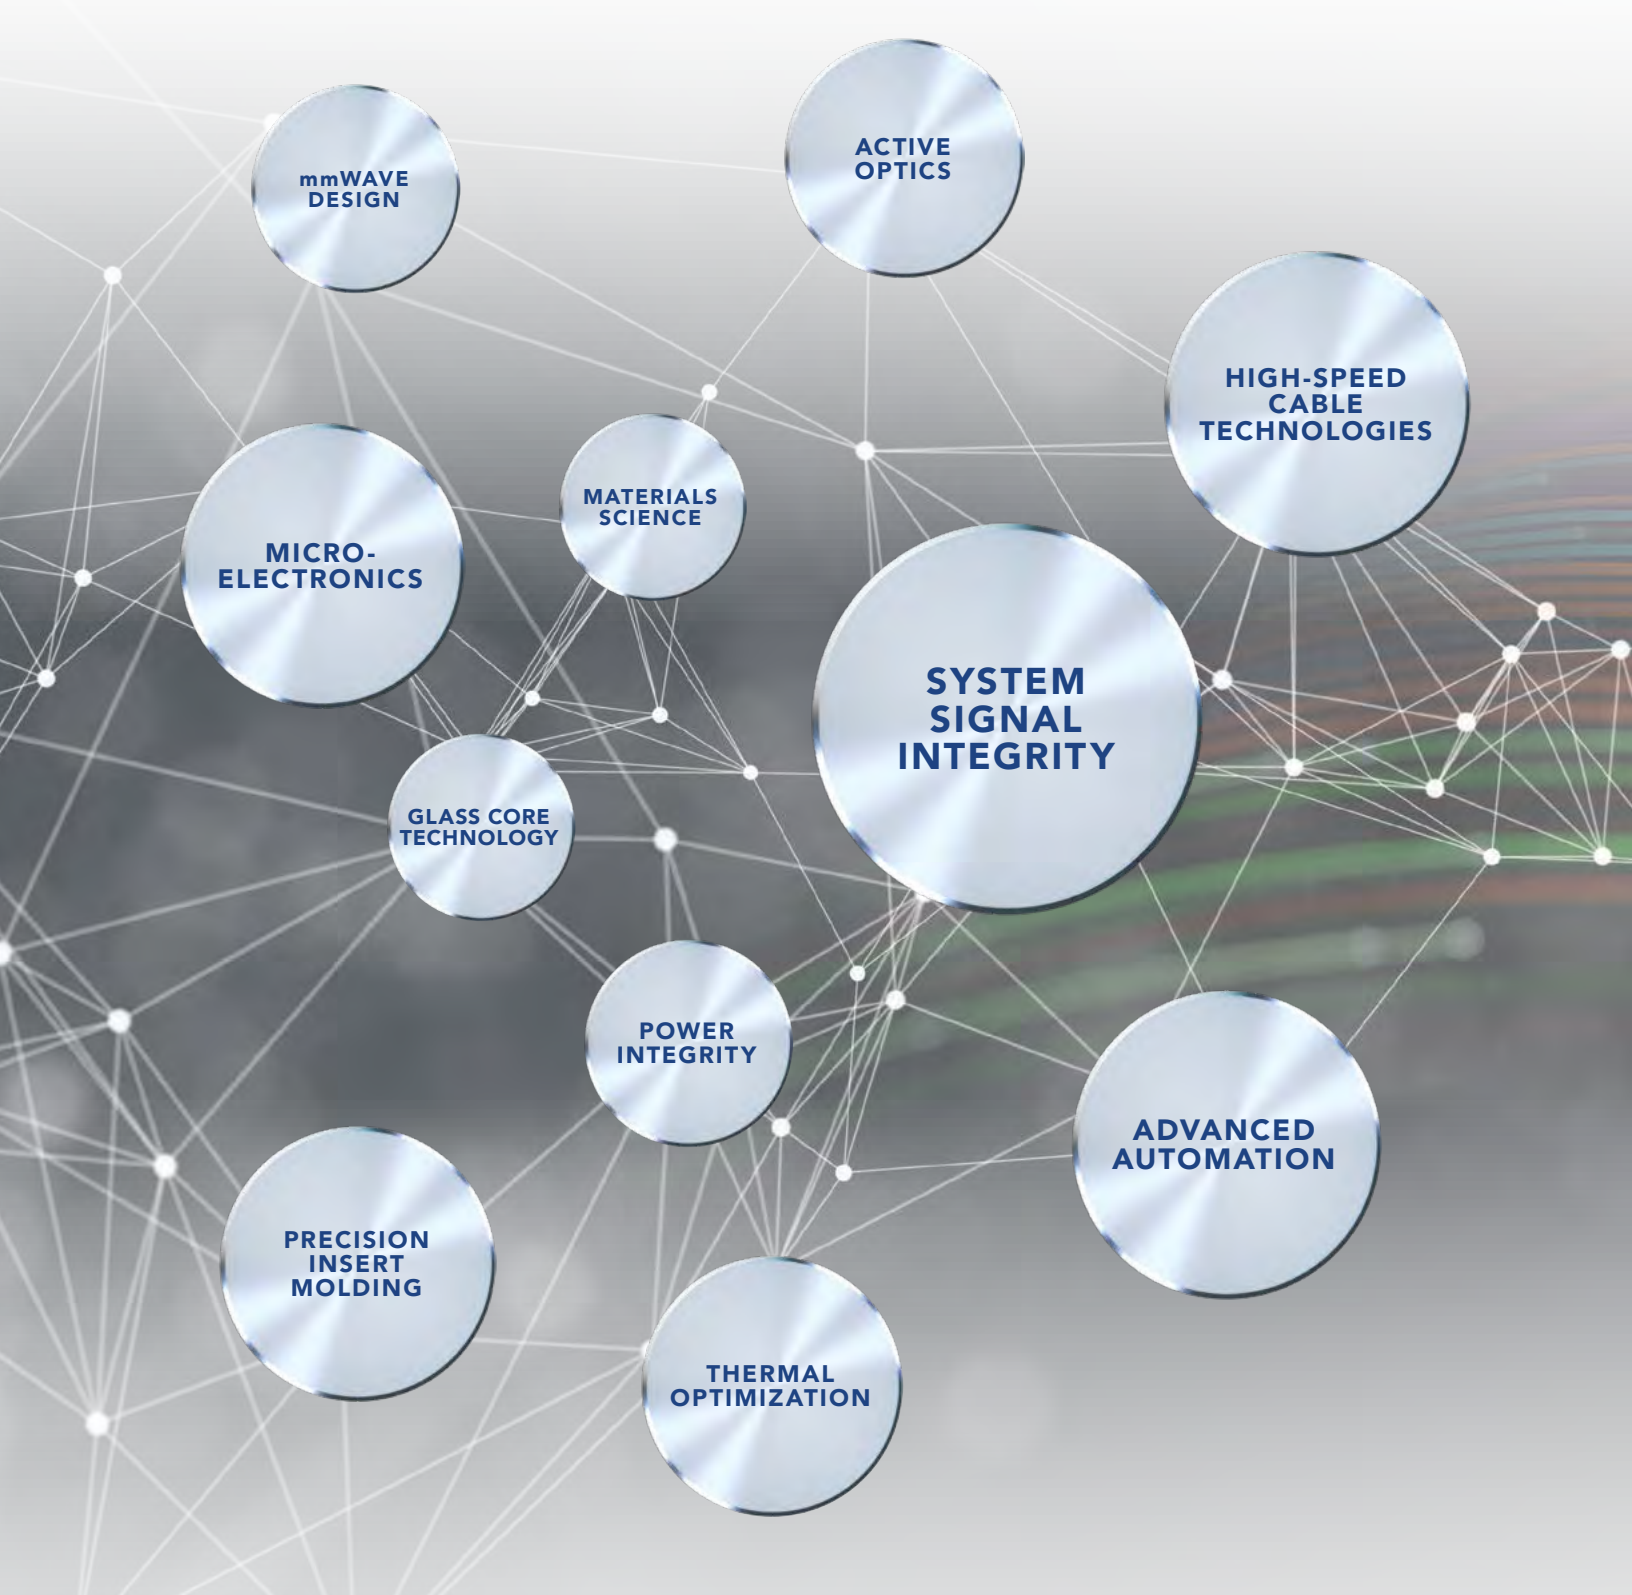 mmWAVE
DESIGN
ACTIVE
OPTICS
HIGH-SPEED
CABLE
TECHNOLOGIES
MICRO-
ELECTRONICS
MATERIALS
SCIENCE
SYSTEM
SIGNAL
INTEGRITY
GLASS CORE
TECHNOLOGY
POWER
INTEGRITY
ADVANCED
AUTOMATION
PRECISION
INSERT
MOLDING
THERMAL
OPTIMIZATION